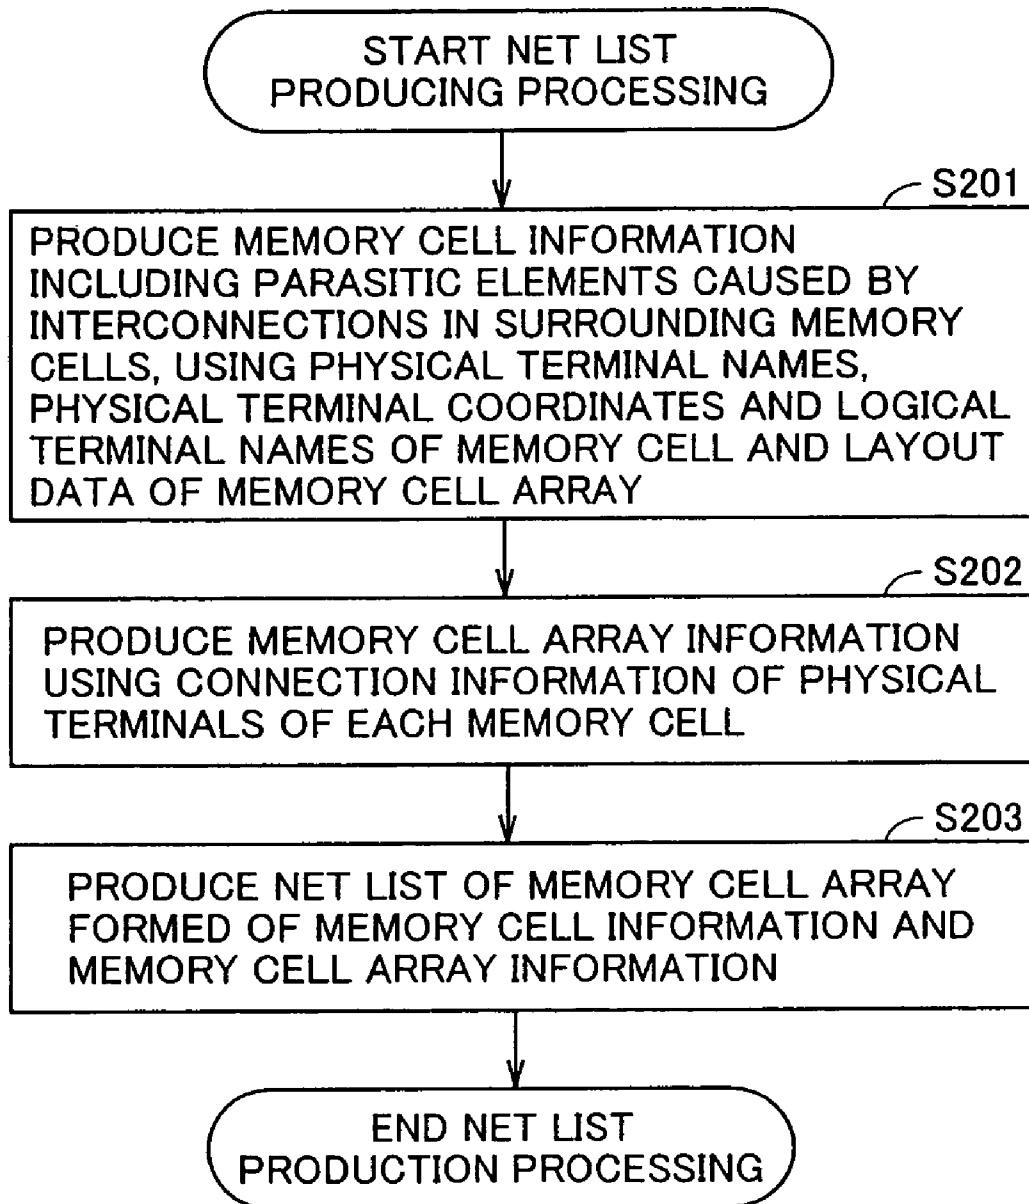 START NET LIST
PRODUCING PROCESSING
S201
PRODUCE MEMORY CELL INFORMATION
INCLUDING PARASITIC ELEMENTS CAUSED BY
INTERCONNECTIONS IN SURROUNDING MEMORY
CELLS, USING PHYSICAL TERMINAL NAMES,
PHYSICAL TERMINAL COORDINATES AND LOGICAL
TERMINAL NAMES OF MEMORY CELL AND LAYOUT
DATA OF MEMORY CELL ARRAY
S202
PRODUCE MEMORY CELL ARRAY INFORMATION
USING CONNECTION INFORMATION OF PHYSICAL
TERMINALS OF EACH MEMORY CELL
S203
PRODUCE NET LIST OF MEMORY CELL ARRAY
FORMED OF MEMORY CELL INFORMATION AND
MEMORY CELL ARRAY INFORMATION
END NET LIST
PRODUCTION PROCESSING